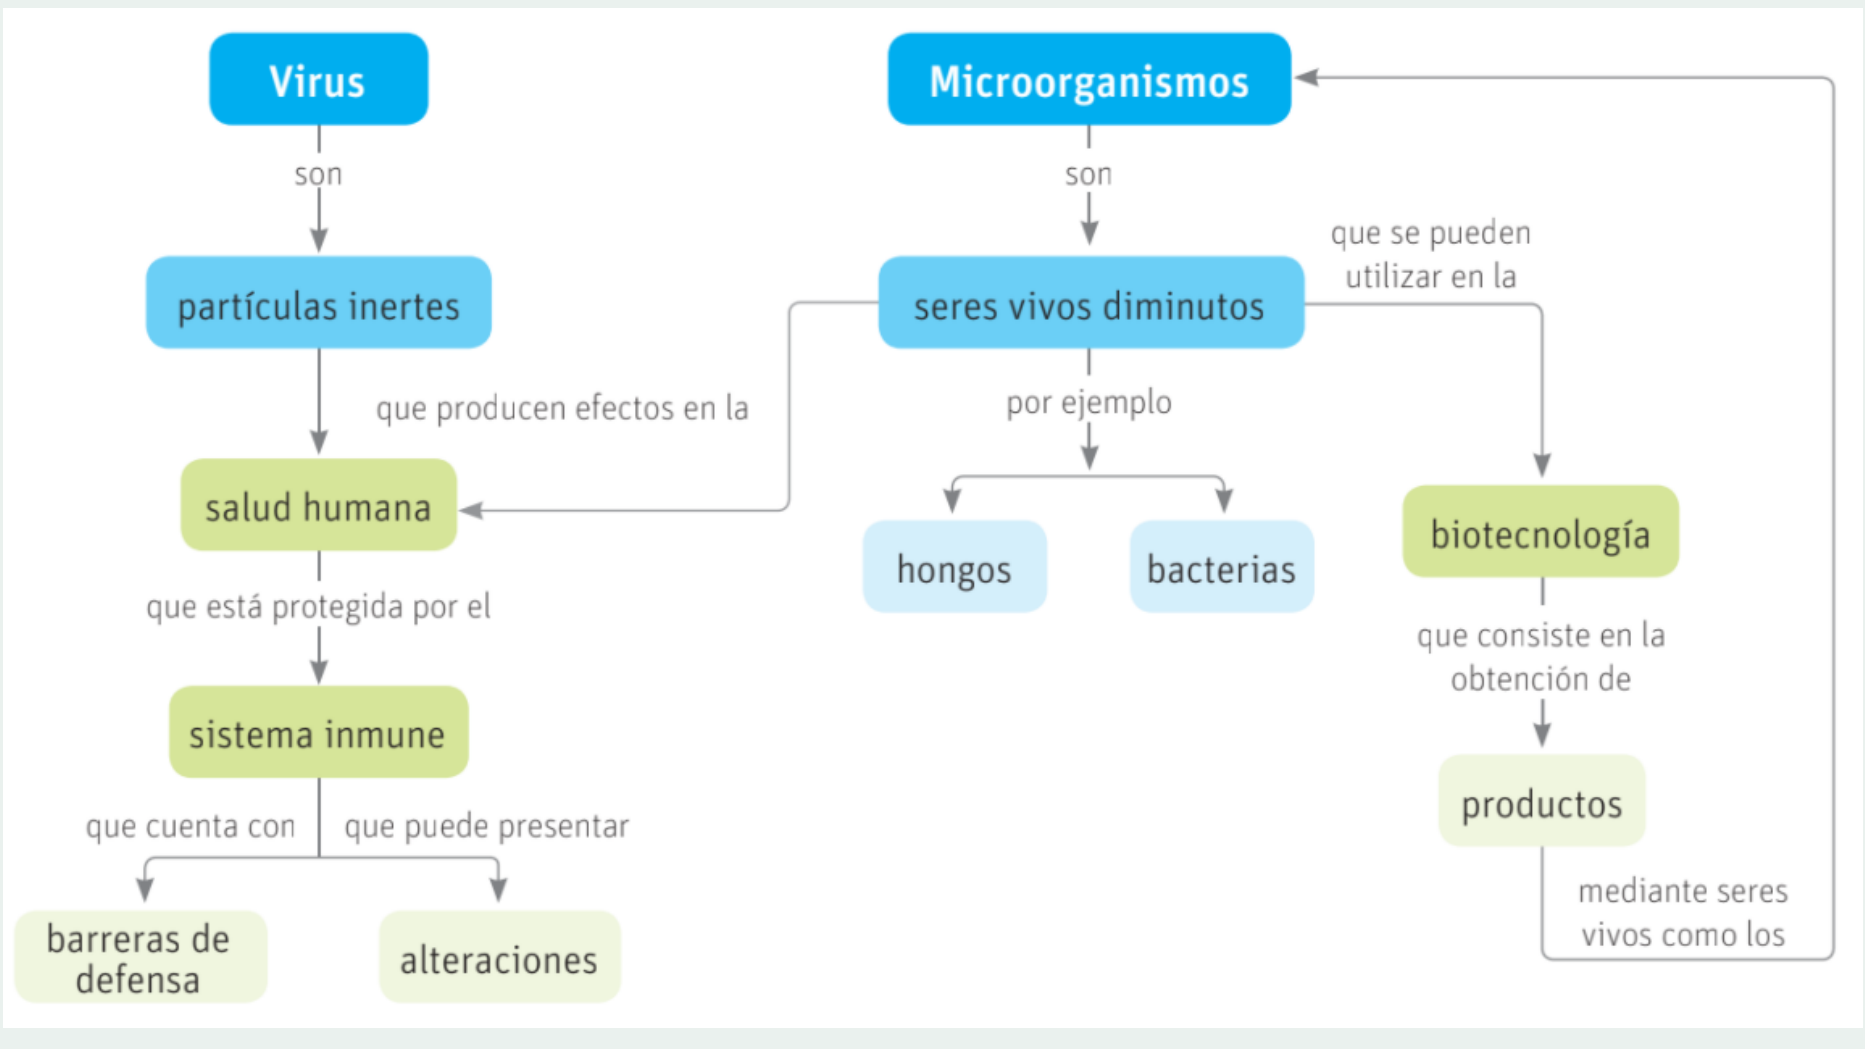 Virus
son
partículas inertes
que producen efectos en la
salud humana
que está protegida por el
sistema inmune
que cuenta con
que puede presentar
barreras de
defensa
alteraciones
Microorganismos
son
seres vivos diminutos
por ejemplo
hongos
bacterias
que se pueden
utilizar en la
biotecnología
que consiste en la
obtención de
productos
mediante seres
vivos como los